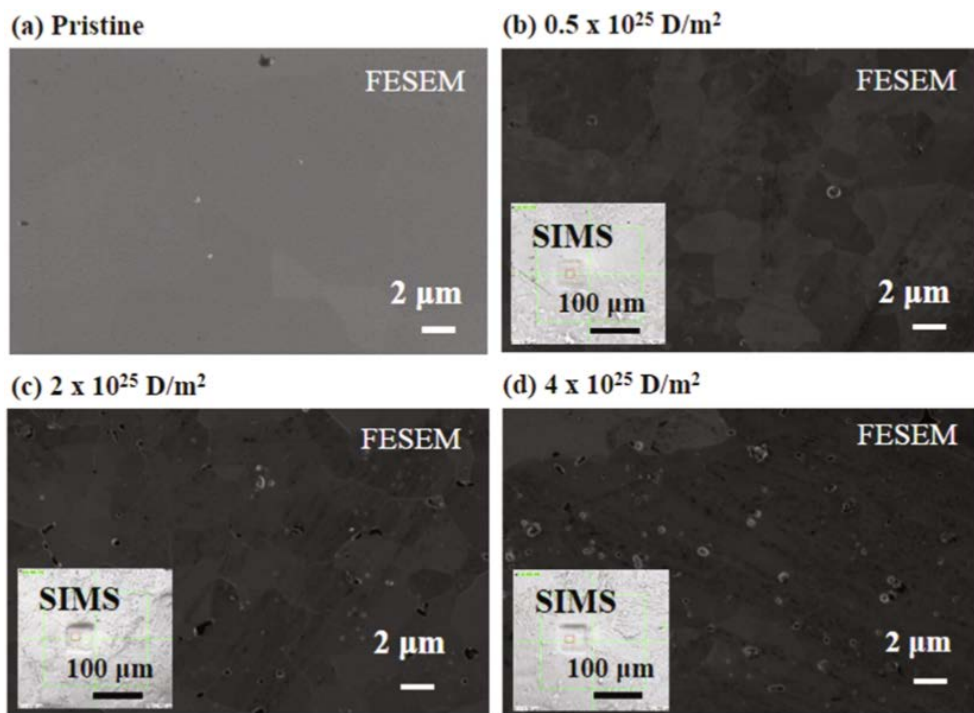 (a) Pristine
FESEM
2 μm
(b) 0.5 x 10²⁵ D/m²
FESEM
SIMS
100 μm
2 μm
(c) 2 x 10²⁵ D/m²
FESEM
SIMS
100 μm
2 μm
(d) 4 x 10²⁵ D/m²
FESEM
SIMS
100 μm
2 μm